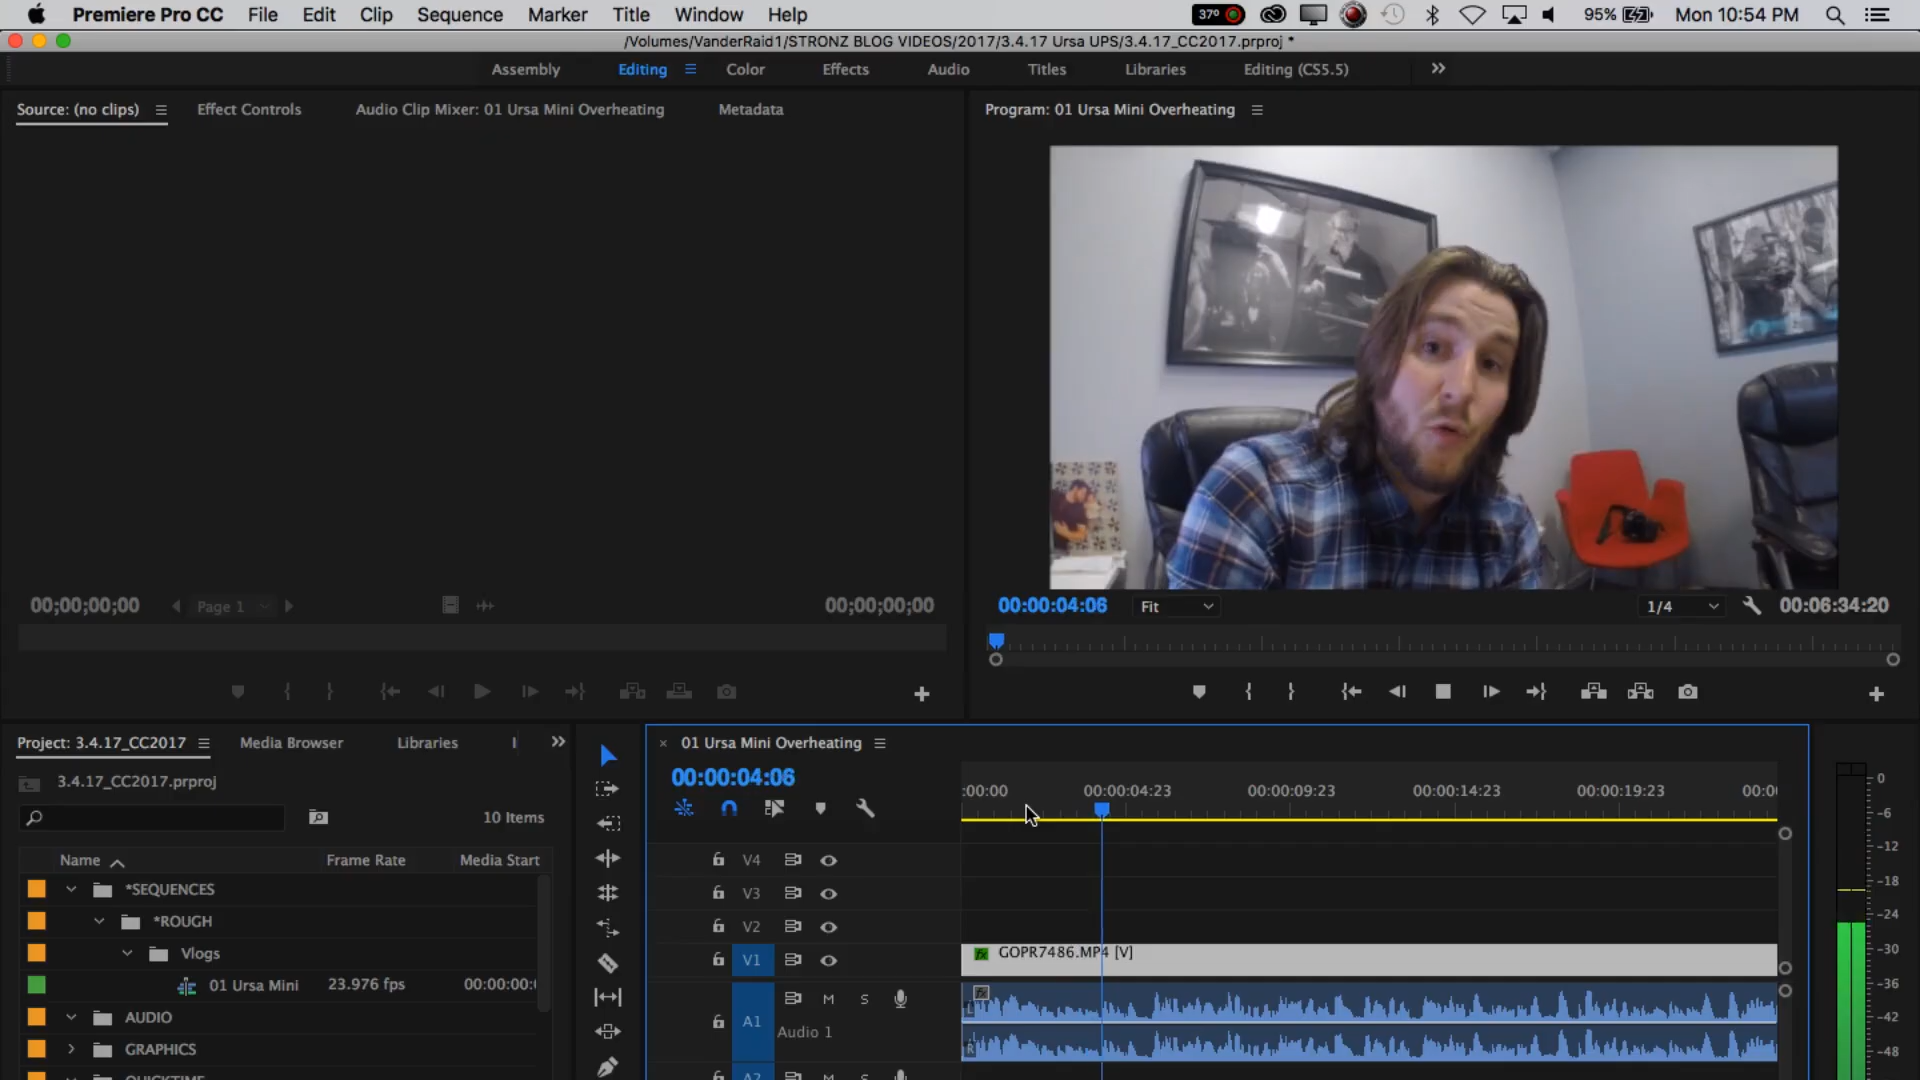 Premiere Pro CC File Edit Clip Sequence Marker Title Window Help 37° 95% Mon 10:54 PM
/Volumes/VanderRaid1/STRONZ BLOG VIDEOS/2017/3.4.17 Ursa UPS/3.4.17_CC2017.prproj *
Assembly Editing Color Effects Audio Titles Libraries Editing (CS5.5)
Source: (no clips) Effect Controls Audio Clip Mixer: 01 Ursa Mini Overheating Metadata
Program: 01 Ursa Mini Overheating
00;00;00;00 Page 1 00;00;00;00
00:00:04:06 Fit 1/4 00:06:34:20
Project: 3.4.17_CC2017 Media Browser Libraries
3.4.17_CC2017.prproj
10 Items
Name Frame Rate Media Start
*SEQUENCES
*ROUGH
Vlogs
01 Ursa Mini 23.976 fps 00:00:00:
AUDIO
GRAPHICS
QUICKTIME
01 Ursa Mini Overheating
00:00:04:06
:00:00 00:00:04:23 00:00:09:23 00:00:14:23 00:00:19:23 00:00
V4
V3
V2
V1 GOPR7486.MP4 [V]
A1 M S
Audio 1
L
R
A2 M S
0
-6
-12
-18
-24
-30
-36
-42
-48